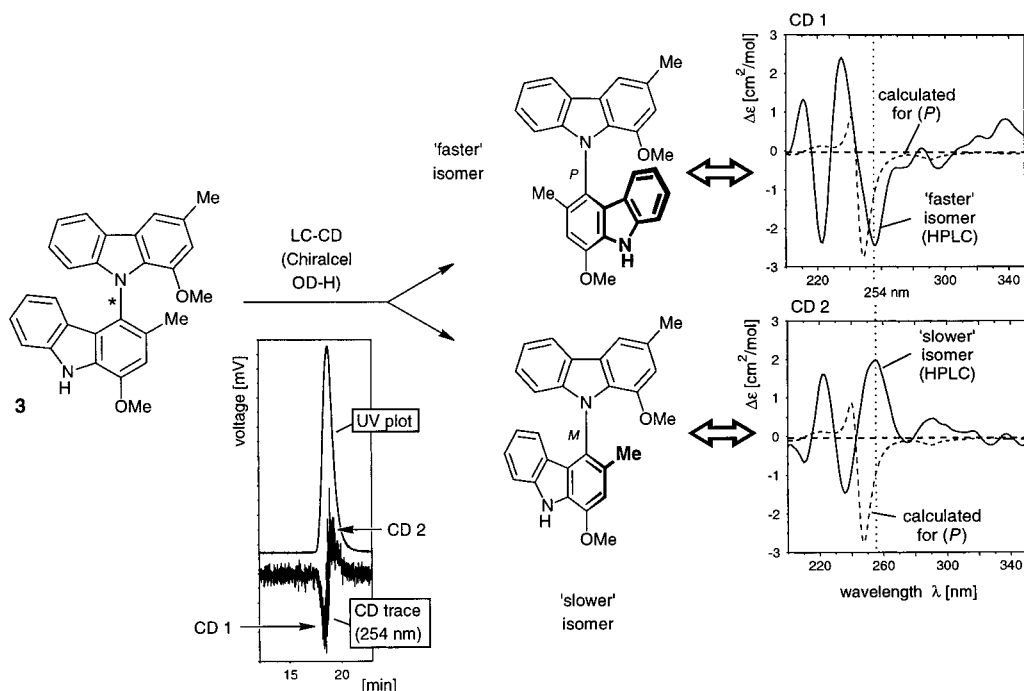 Me
N
*
OMe
Me
N
H
OMe
3
LC-CD
(Chiralcel
OD-H)
voltage [mV]
UV plot
CD 2
CD 1
CD trace
(254 nm)
15
20
[min]
'faster'
isomer
Me
N
OMe
P
Me
N
H
OMe
Me
N
OMe
M
Me
N
H
OMe
'slower'
isomer
CD 1
Δε [cm²/mol]
3
2
1
0
-1
-2
-3
calculated
for (P)
'faster'
isomer
(HPLC)
220
260
300
340
254 nm
CD 2
Δε [cm²/mol]
3
2
1
0
-1
-2
-3
'slower'
isomer
(HPLC)
calculated
for (P)
220
260
300
340
wavelength λ [nm]